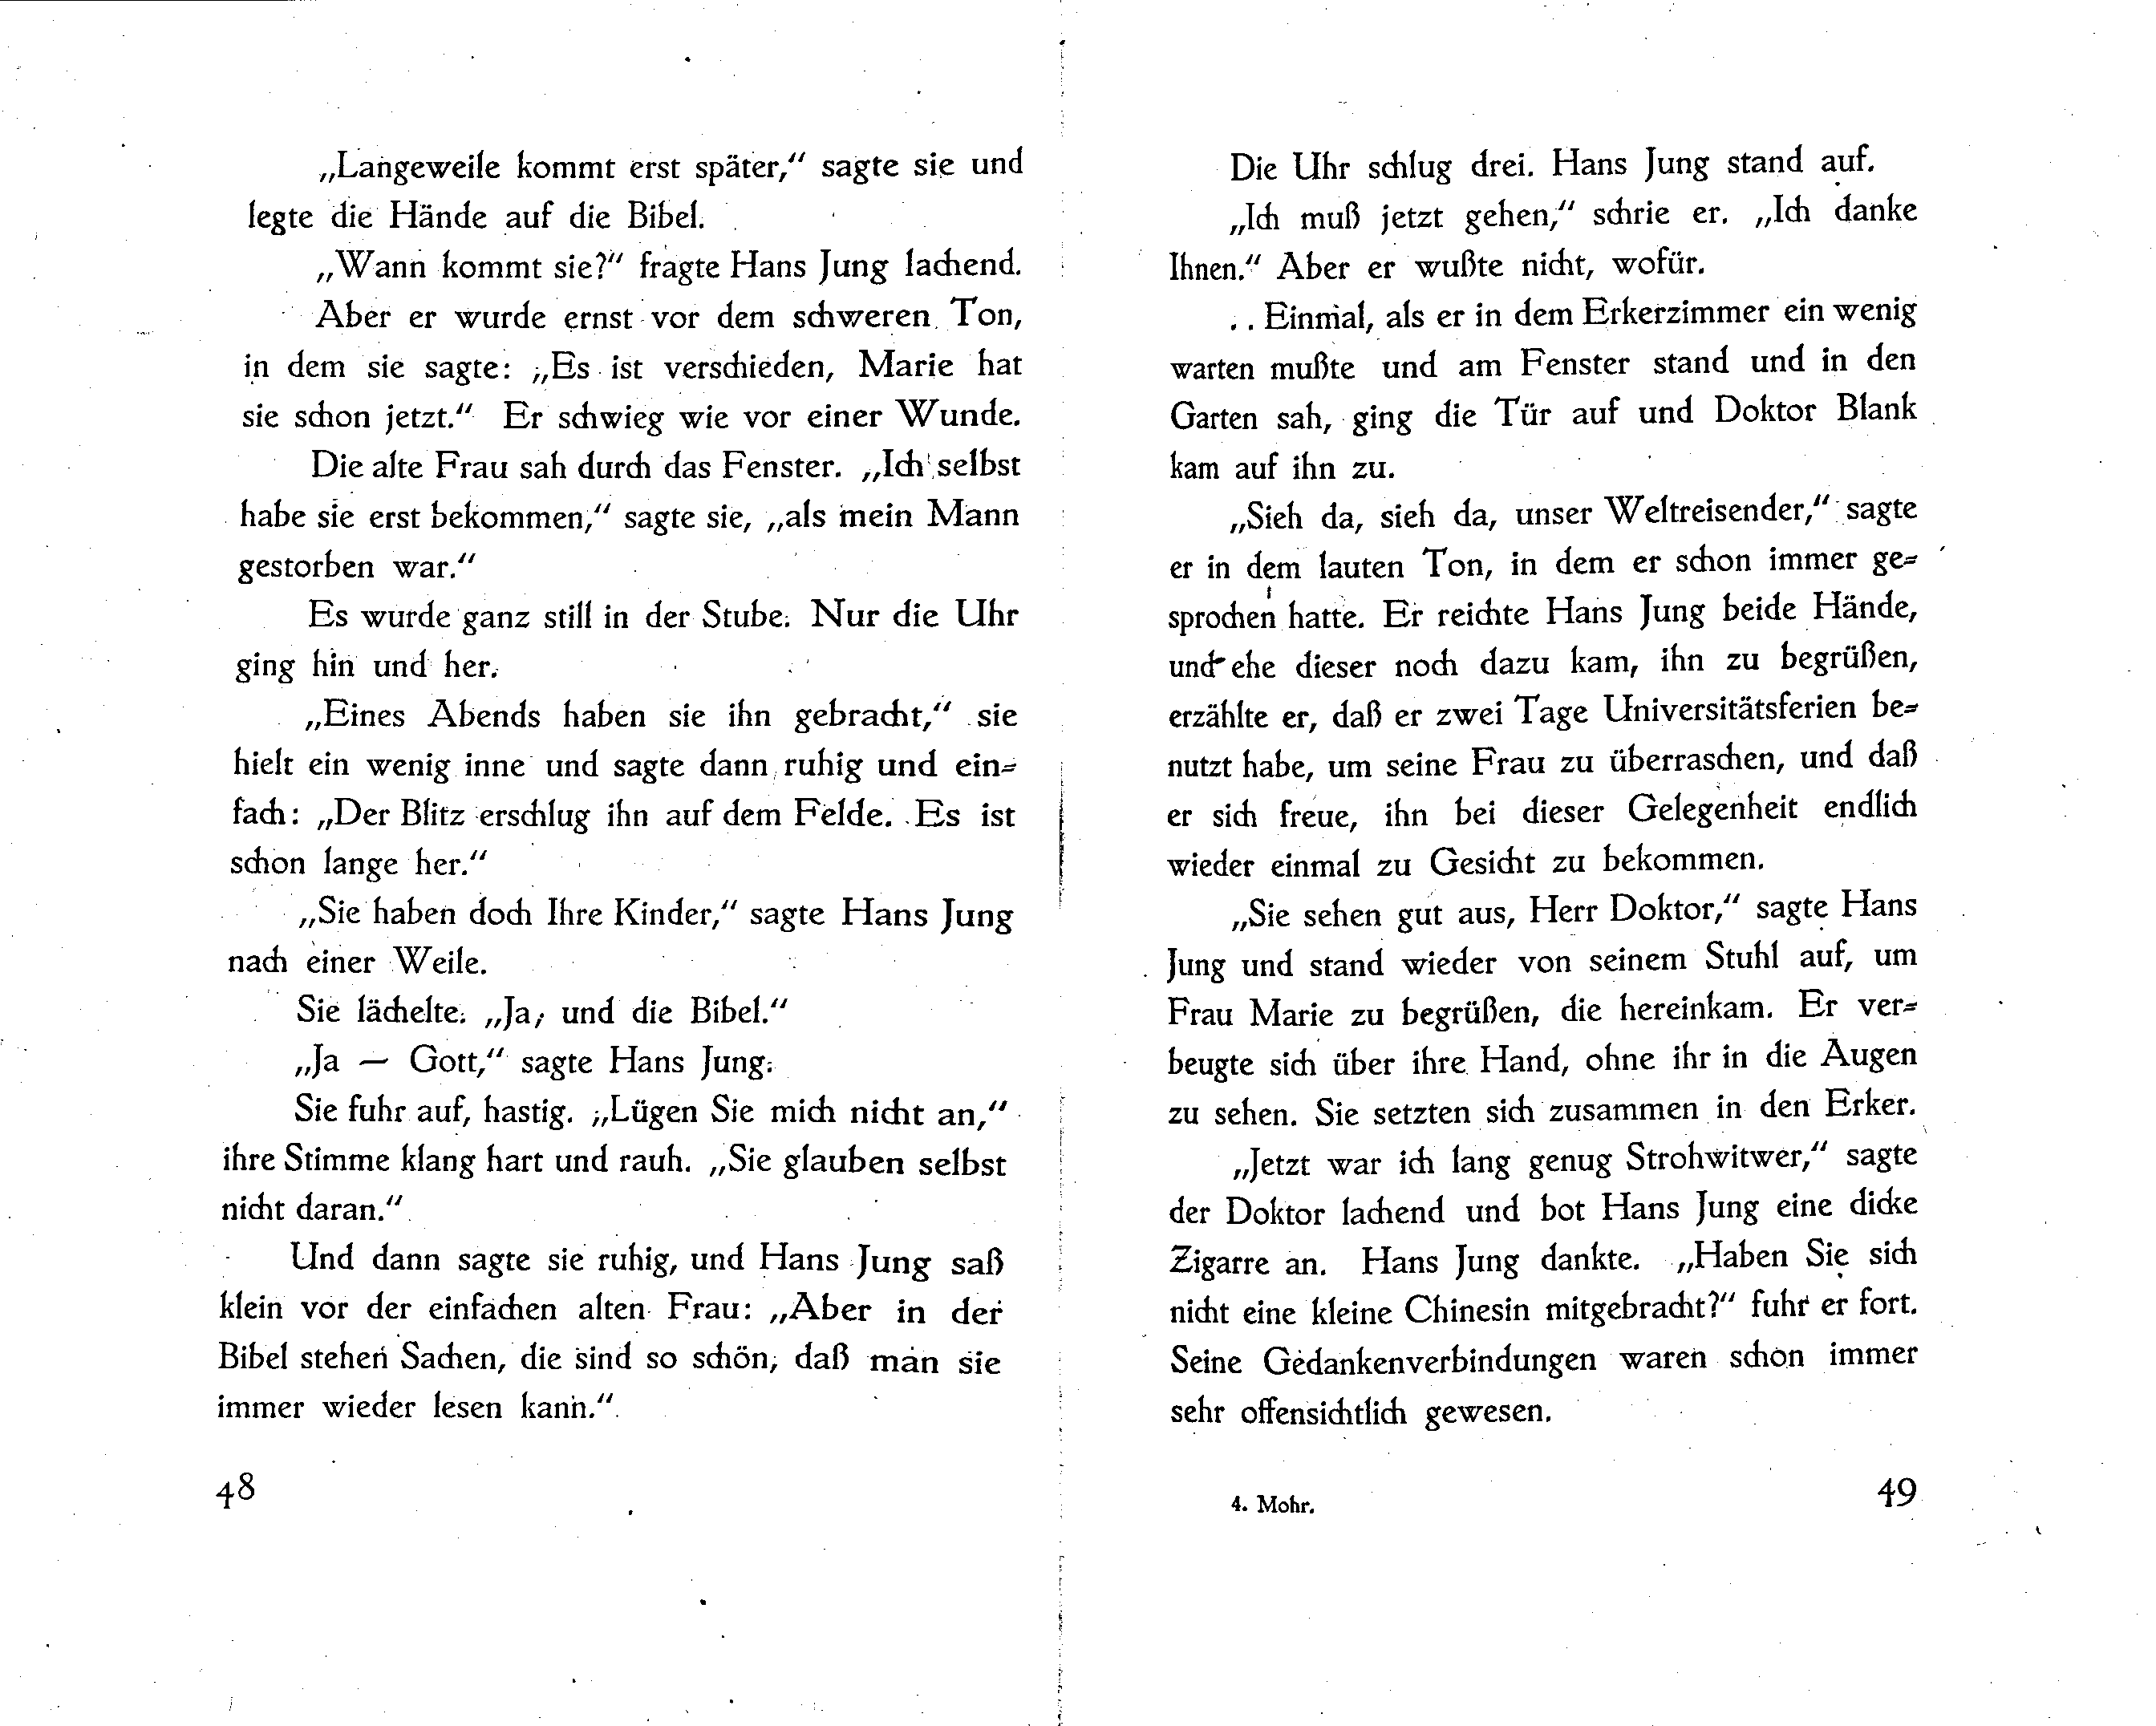 „Langeweile kommt erst später,“ sagte sie und
legte die Hände auf die Bibel.
„Wann kommt sie?“ fragte Hans Jung lachend.
Aber er wurde ernst vor dem schweren Ton,
in dem sie sagte: „Es ist verschieden, Marie hat
sie schon jetzt.“ Er schwieg wie vor einer Wunde.
Die alte Frau sah durch das Fenster. „Ich selbst
habe sie erst bekommen,“ sagte sie, „als mein Mann
gestorben war.“
Es wurde ganz still in der Stube. Nur die Uhr
ging hin und her.
„Eines Abends haben sie ihn gebracht,“ sie
hielt ein wenig inne und sagte dann ruhig und ein=
fach: „Der Blitz erschlug ihn auf dem Felde. Es ist
schon lange her.“
„Sie haben doch Ihre Kinder,“ sagte Hans Jung
nach einer Weile.
Sie lächelte. „Ja, und die Bibel.“
„Ja — Gott,“ sagte Hans Jung.
Sie fuhr auf, hastig. „Lügen Sie mich nicht an,“
ihre Stimme klang hart und rauh. „Sie glauben selbst
nicht daran.“
Und dann sagte sie ruhig, und Hans Jung saß
klein vor der einfachen alten Frau: „Aber in der
Bibel stehen Sachen, die sind so schön, daß man sie
immer wieder lesen kann.“
48
Die Uhr schlug drei. Hans Jung stand auf.
„Ich muß jetzt gehen,“ schrie er. „Ich danke
Ihnen.“ Aber er wußte nicht, wofür.
. . Einmal, als er in dem Erkerzimmer ein wenig
warten mußte und am Fenster stand und in den
Garten sah, ging die Tür auf und Doktor Blank
kam auf ihn zu.
„Sieh da, sieh da, unser Weltreisender,“ sagte
er in dem lauten Ton, in dem er schon immer ge=
sprochen hatte. Er reichte Hans Jung beide Hände,
und ehe dieser noch dazu kam, ihn zu begrüßen,
erzählte er, daß er zwei Tage Universitätsferien be=
nutzt habe, um seine Frau zu überraschen, und daß
er sich freue, ihn bei dieser Gelegenheit endlich
wieder einmal zu Gesicht zu bekommen.
„Sie sehen gut aus, Herr Doktor,“ sagte Hans
Jung und stand wieder von seinem Stuhl auf, um
Frau Marie zu begrüßen, die hereinkam. Er ver=
beugte sich über ihre Hand, ohne ihr in die Augen
zu sehen. Sie setzten sich zusammen in den Erker.
„Jetzt war ich lang genug Strohwitwer,“ sagte
der Doktor lachend und bot Hans Jung eine dicke
Zigarre an. Hans Jung dankte. „Haben Sie sich
nicht eine kleine Chinesin mitgebracht?“ fuhr er fort.
Seine Gedankenverbindungen waren schon immer
sehr offensichtlich gewesen.
4. Mohr.
49